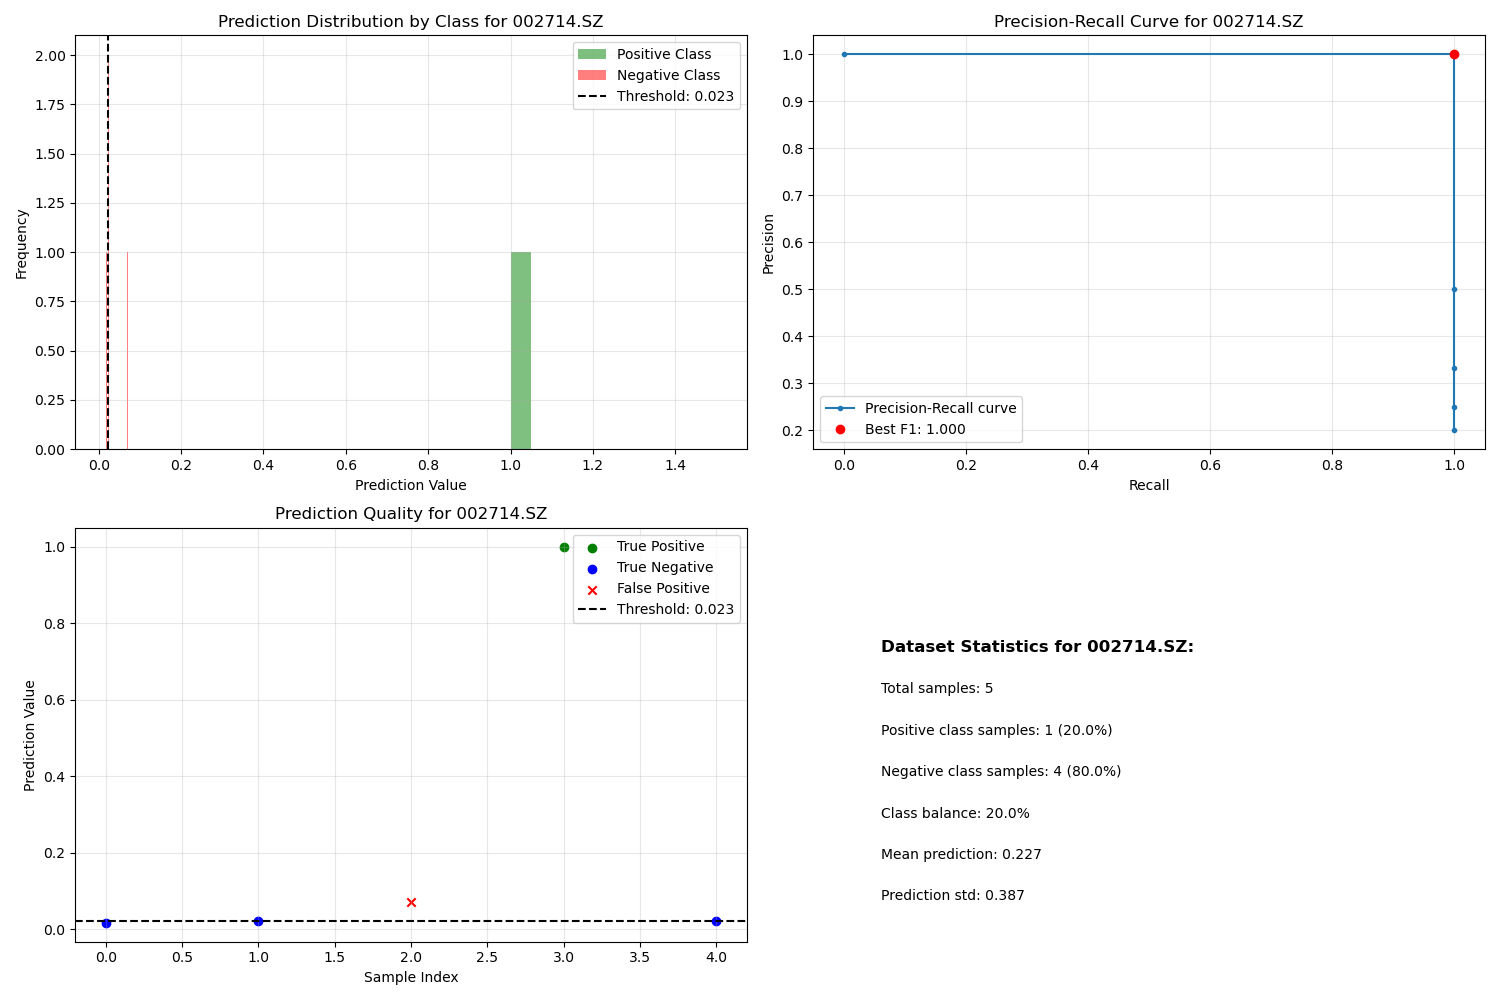 Prediction Distribution by Class for 002714.SZ
2.00
1.75
1.50
1.25
1.00
0.75
0.50
0.25
0.00
Frequency
0.0 0.2 0.4 0.6 0.8 1.0 1.2 1.4
Prediction Value
Positive Class
Negative Class
Threshold: 0.023
Precision-Recall Curve for 002714.SZ
1.0
0.9
0.8
0.7
0.6
0.5
0.4
0.3
0.2
Precision
0.0 0.2 0.4 0.6 0.8 1.0
Recall
Precision-Recall curve
Best F1: 1.000
Prediction Quality for 002714.SZ
1.0
0.8
0.6
0.4
0.2
0.0
Prediction Value
0.0 0.5 1.0 1.5 2.0 2.5 3.0 3.5 4.0
Sample Index
True Positive
True Negative
False Positive
Threshold: 0.023
Dataset Statistics for 002714.SZ:
Total samples: 5
Positive class samples: 1 (20.0%)
Negative class samples: 4 (80.0%)
Class balance: 20.0%
Mean prediction: 0.227
Prediction std: 0.387